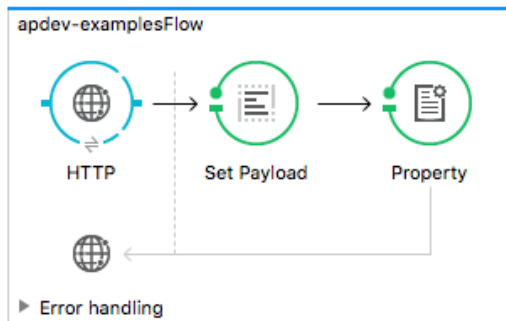 apdev-examplesFlow
HTTP
Set Payload
Property
Error handling